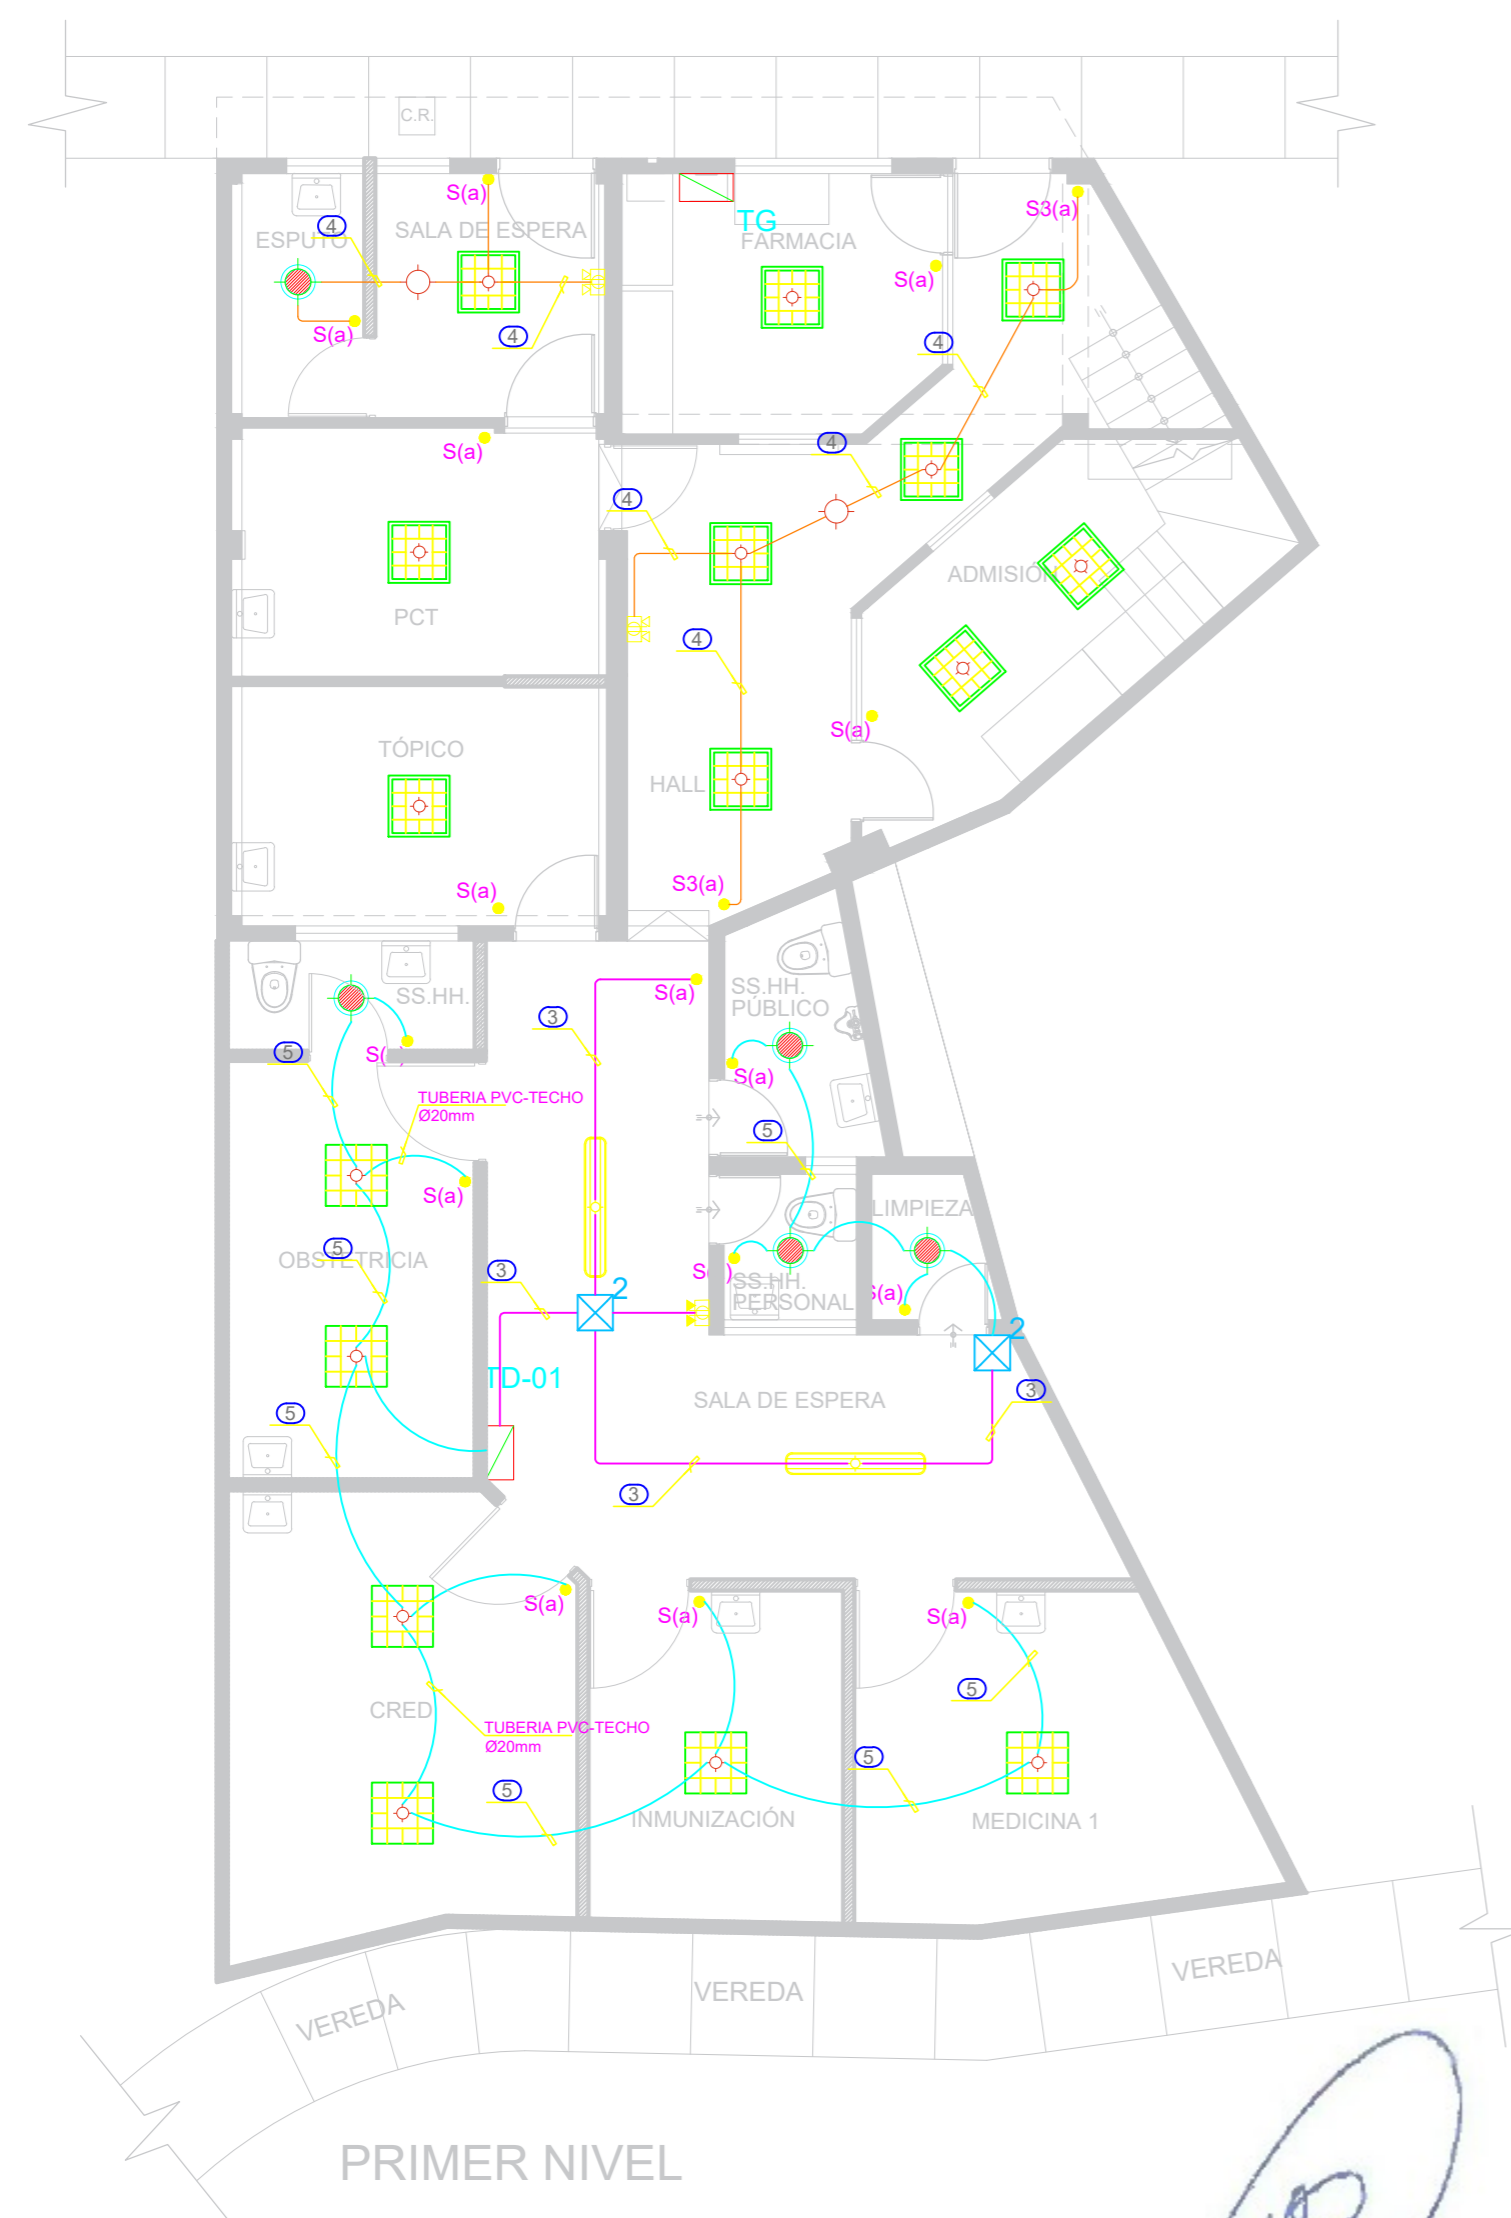 C.R.
S(a)
S3(a)
4
ESPUTO
SALA DE ESPERA
TG
FARMACIA
S(a)
S(a)
4
4
4
S(a)
4
ADMISIÓN
PCT
4
S(a)
TÓPICO
HALL
S(a)
S3(a)
SS.HH.
S(a)
SS.HH.
PÚBLICO
3
5
S(a)
TUBERIA PVC-TECHO
Ø20mm
5
S(a)
LIMPIEZA
5
OBSTETRICIA
3
SS.HH.
PERSONAL
2
2
TD-01
SALA DE ESPERA
3
5
3
S(a)
S(a)
S(a)
5
CRED
TUBERIA PVC-TECHO
Ø20mm
5
5
INMUNIZACIÓN
MEDICINA 1
VEREDA
VEREDA
VEREDA
PRIMER NIVEL